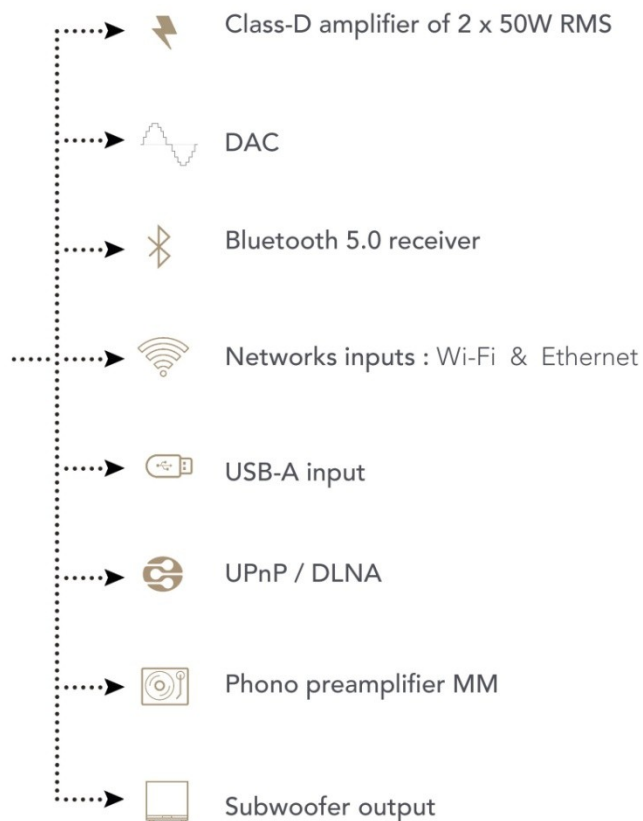 Class-D amplifier of 2 x 50W RMS
DAC
Bluetooth 5.0 receiver
Networks inputs : Wi-Fi & Ethernet
USB-A input
UPnP / DLNA
Phono preamplifier MM
Subwoofer output